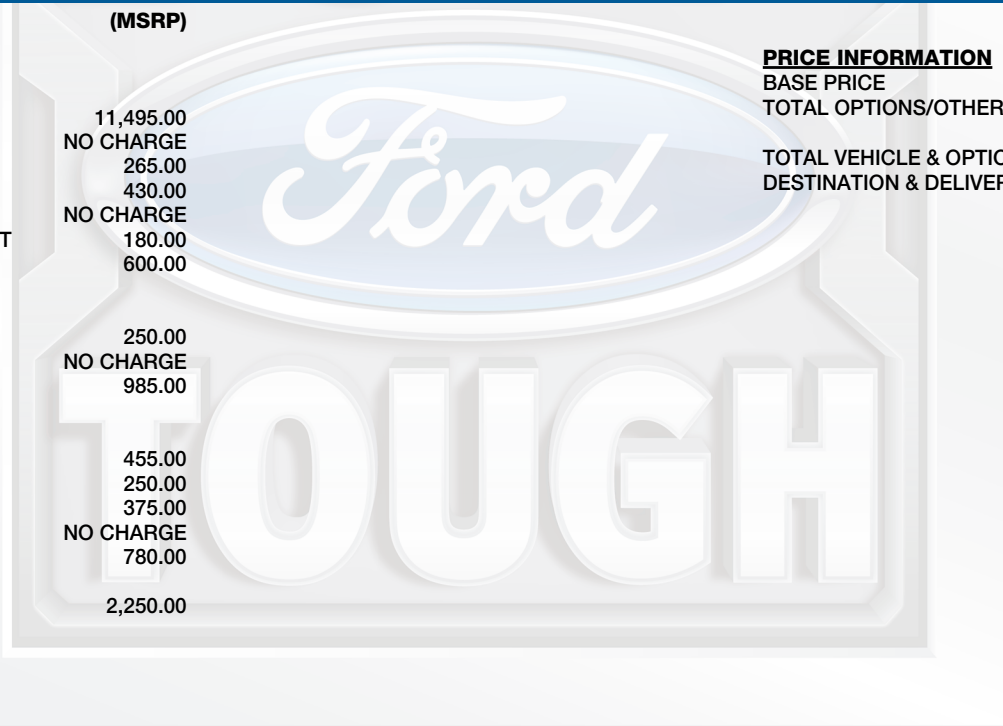 (MSRP)
11,495.00
NO CHARGE
265.00
430.00
NO CHARGE
T 180.00
600.00
250.00
NO CHARGE
985.00
455.00
250.00
375.00
NO CHARGE
780.00
2,250.00
PRICE INFORMATION
BASE PRICE
TOTAL OPTIONS/OTHER
TOTAL VEHICLE & OPTIO
DESTINATION & DELIVER
Ford
TOUGH